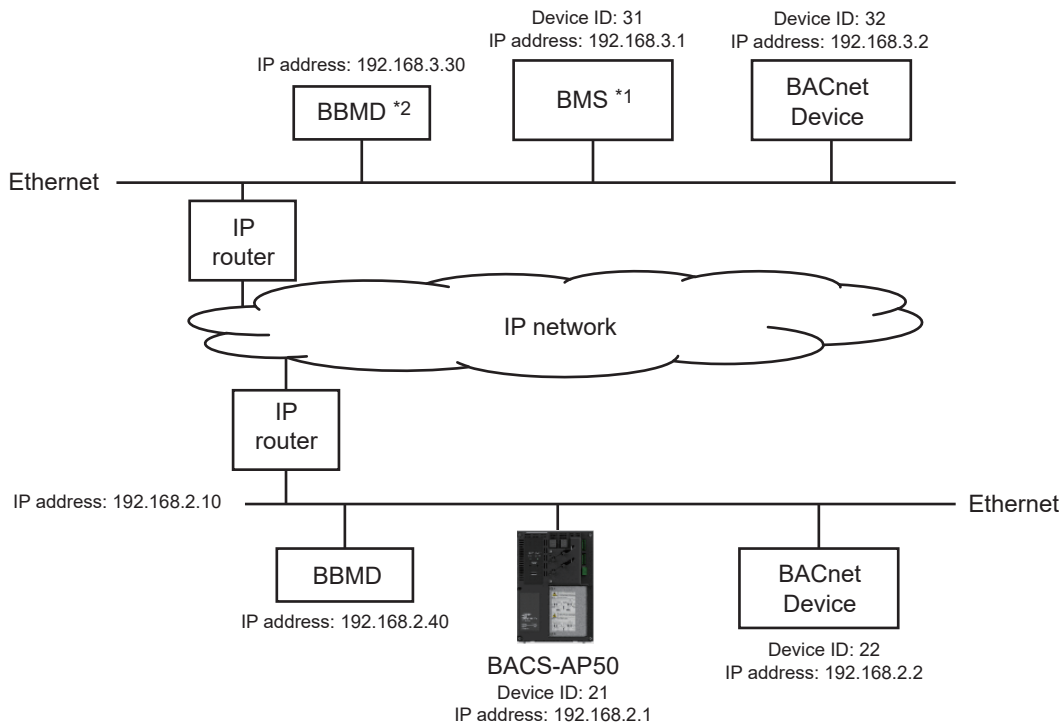 Device ID: 31
IP address: 192.168.3.1
Device ID: 32
IP address: 192.168.3.2
IP address: 192.168.3.30
BBMD *2
BMS *1
BACnet
Device
Ethernet
IP
router
IP network
IP
router
IP address: 192.168.2.10
Ethernet
BBMD
IP address: 192.168.2.40
BACS-AP50
Device ID: 21
IP address: 192.168.2.1
BACnet
Device
Device ID: 22
IP address: 192.168.2.2